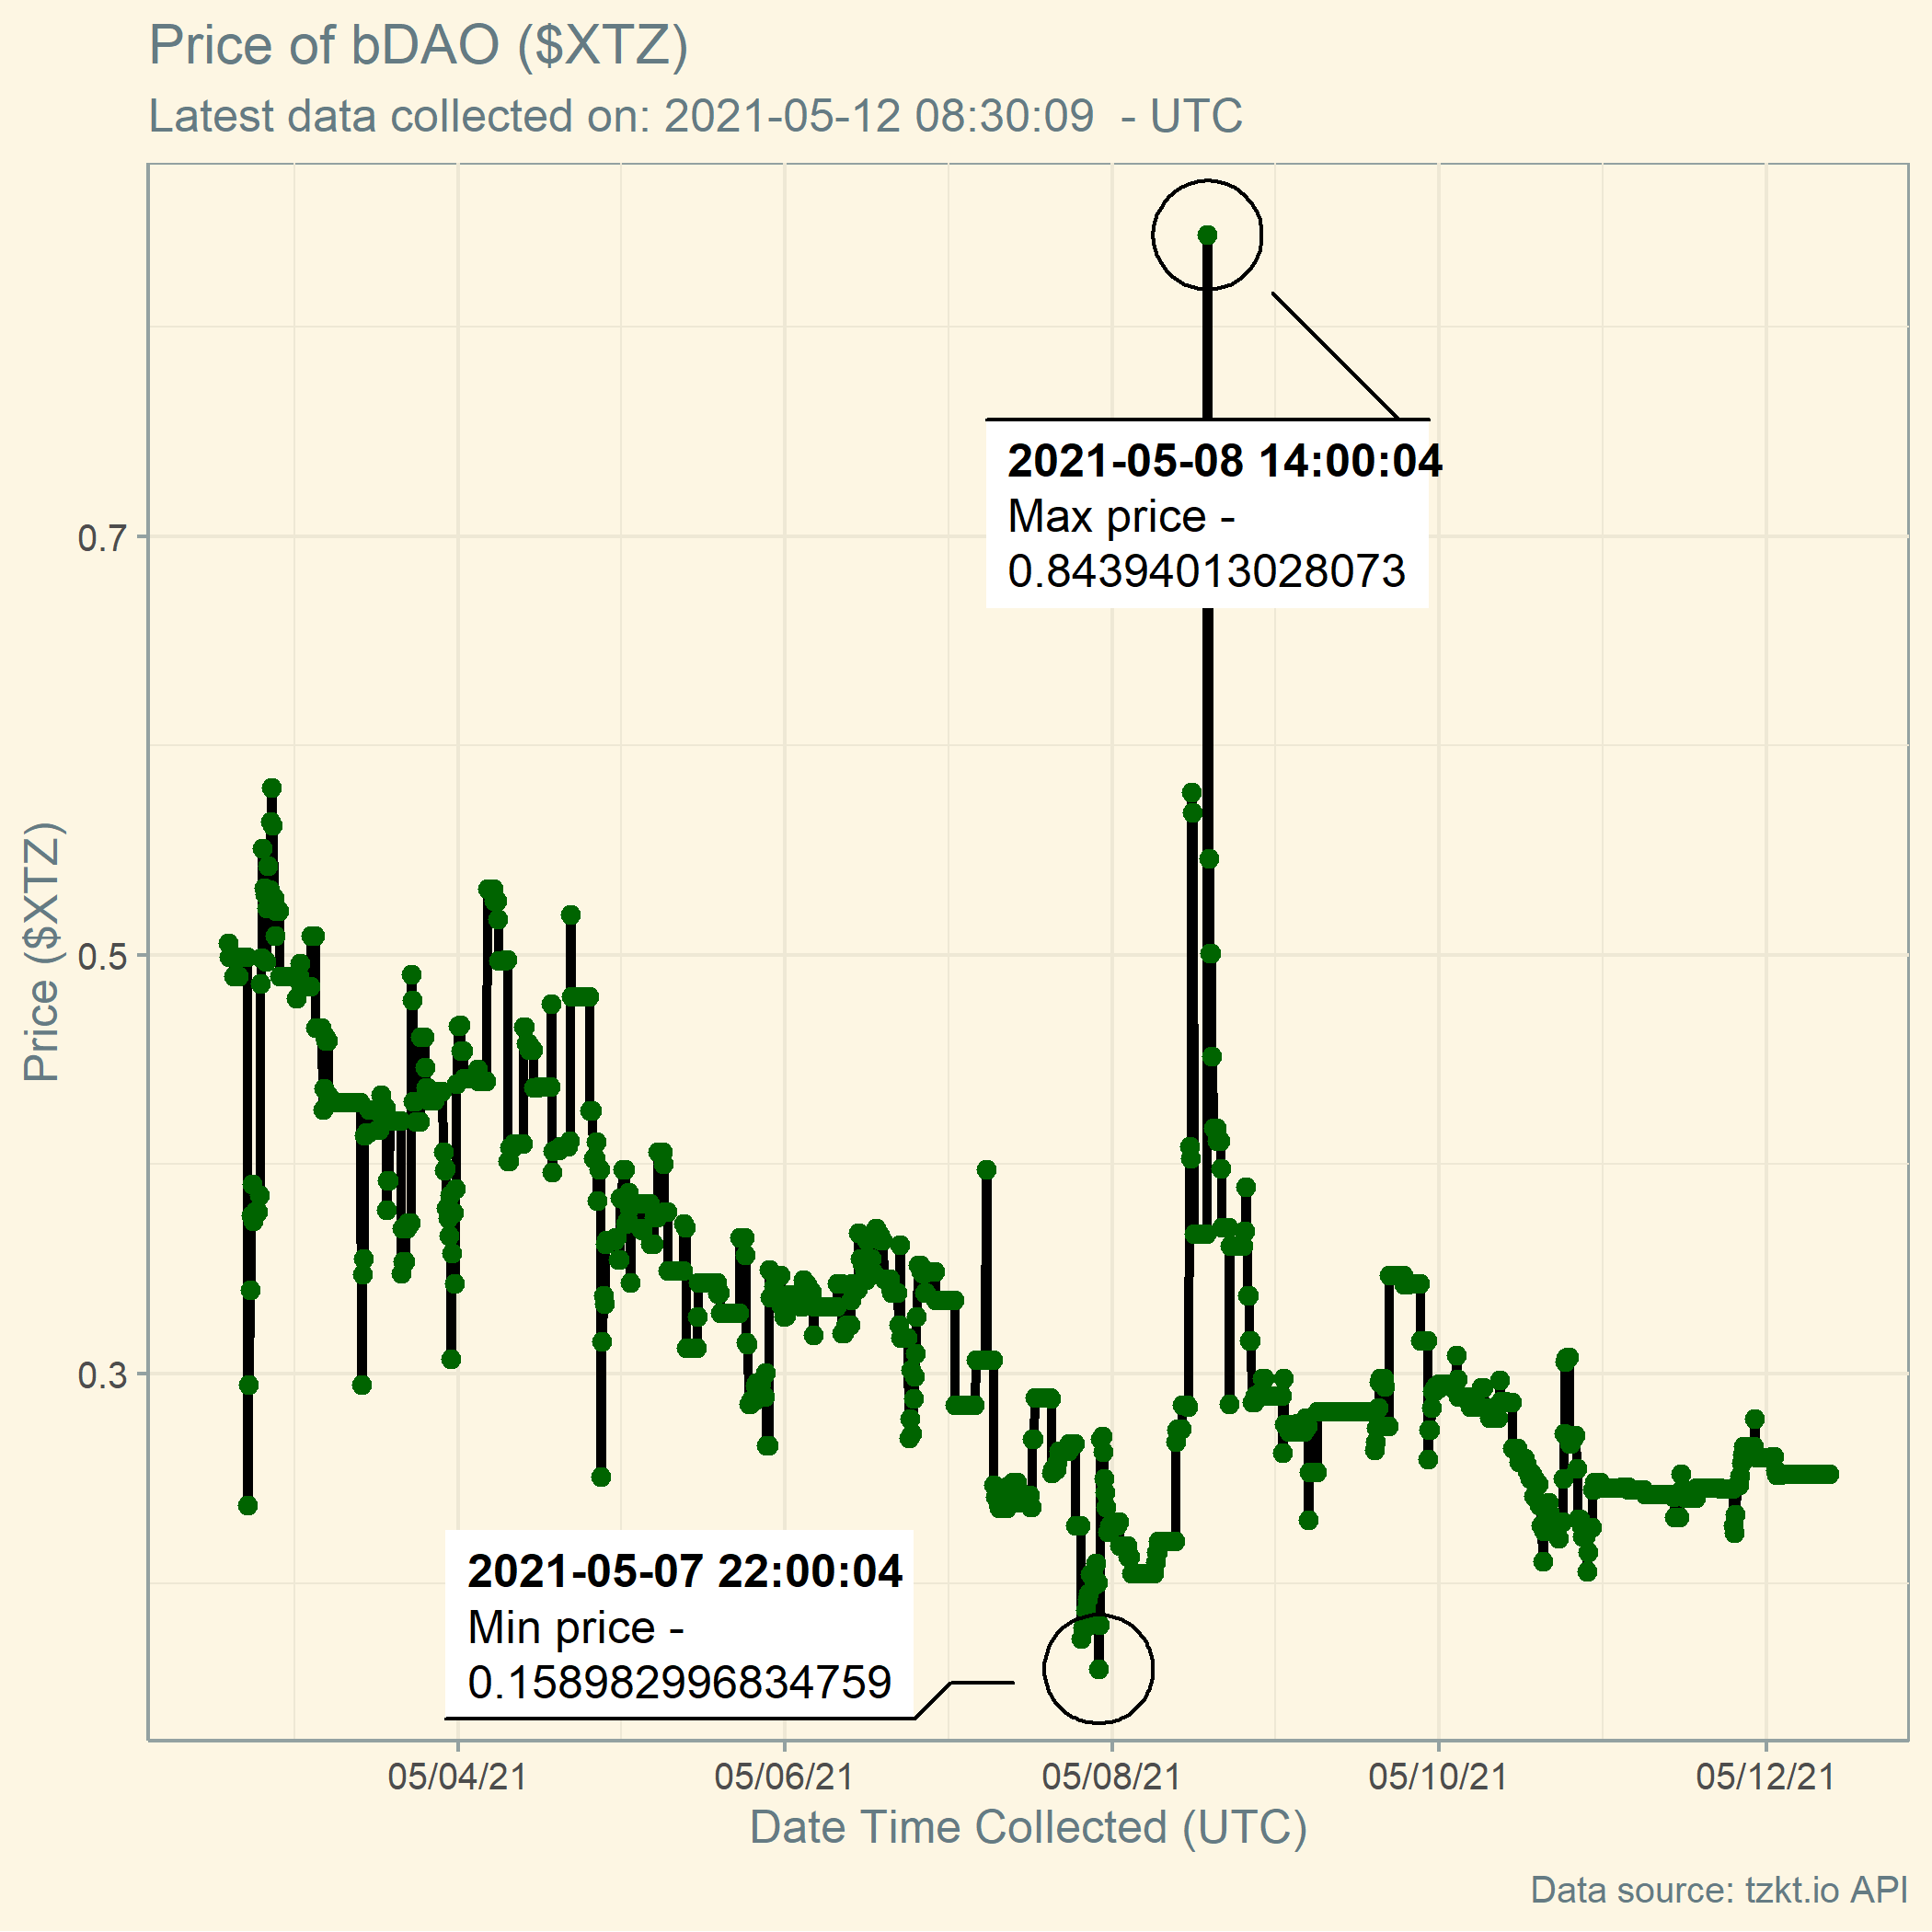 Price of bDAO ($XTZ)
Latest data collected on: 2021-05-12 08:30:09  - UTC
2021-05-08 14:00:04
Max price -
0.84394013028073
0.7
0.5
Price ($XTZ)
0.3
2021-05-07 22:00:04
Min price -
0.158982996834759
05/04/21
05/06/21
05/08/21
05/10/21
05/12/21
Date Time Collected (UTC)
Data source: tzkt.io API